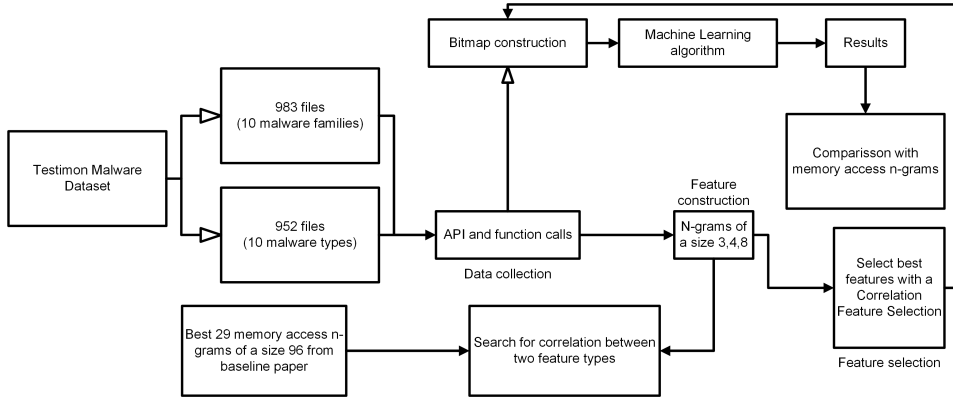 Bitmap construction
Machine Learning
algorithm
Results
983 files
(10 malware families)
Testimon Malware
Dataset
Comparisson with
memory access n-grams
952 files
(10 malware types)
API and function calls
Data collection
Feature
construction
N-grams of
a size 3,4,8
Select best
features with a
Correlation
Feature Selection
Feature selection
Best 29 memory access n-
grams of a size 96 from
baseline paper
Search for correlation between
two feature types